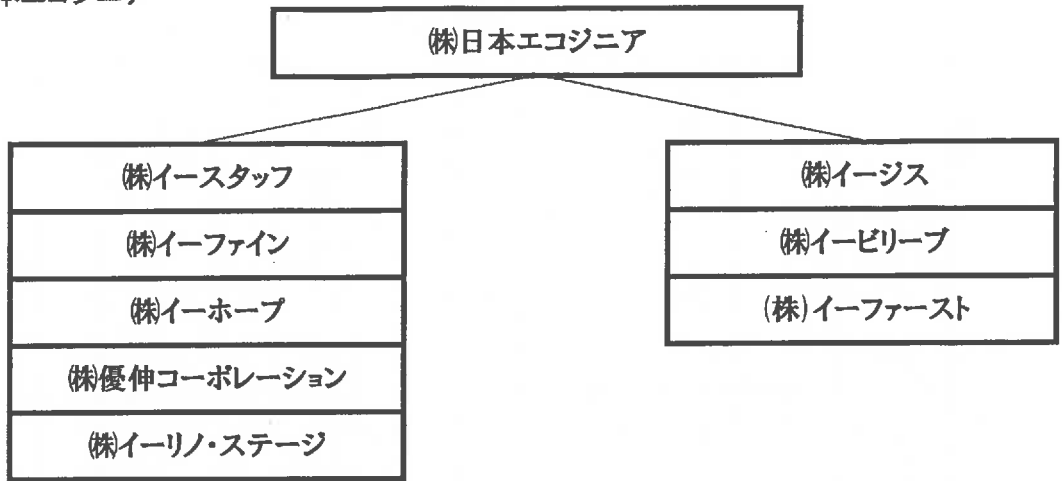 ㈱日本エコジニア
㈱イースタッフ
㈱イーファイン
㈱イーホープ
㈱優伸コーポレーション
㈱イーリノ・ステージ
㈱イージス
㈱イービリーブ
(株)イーファースト